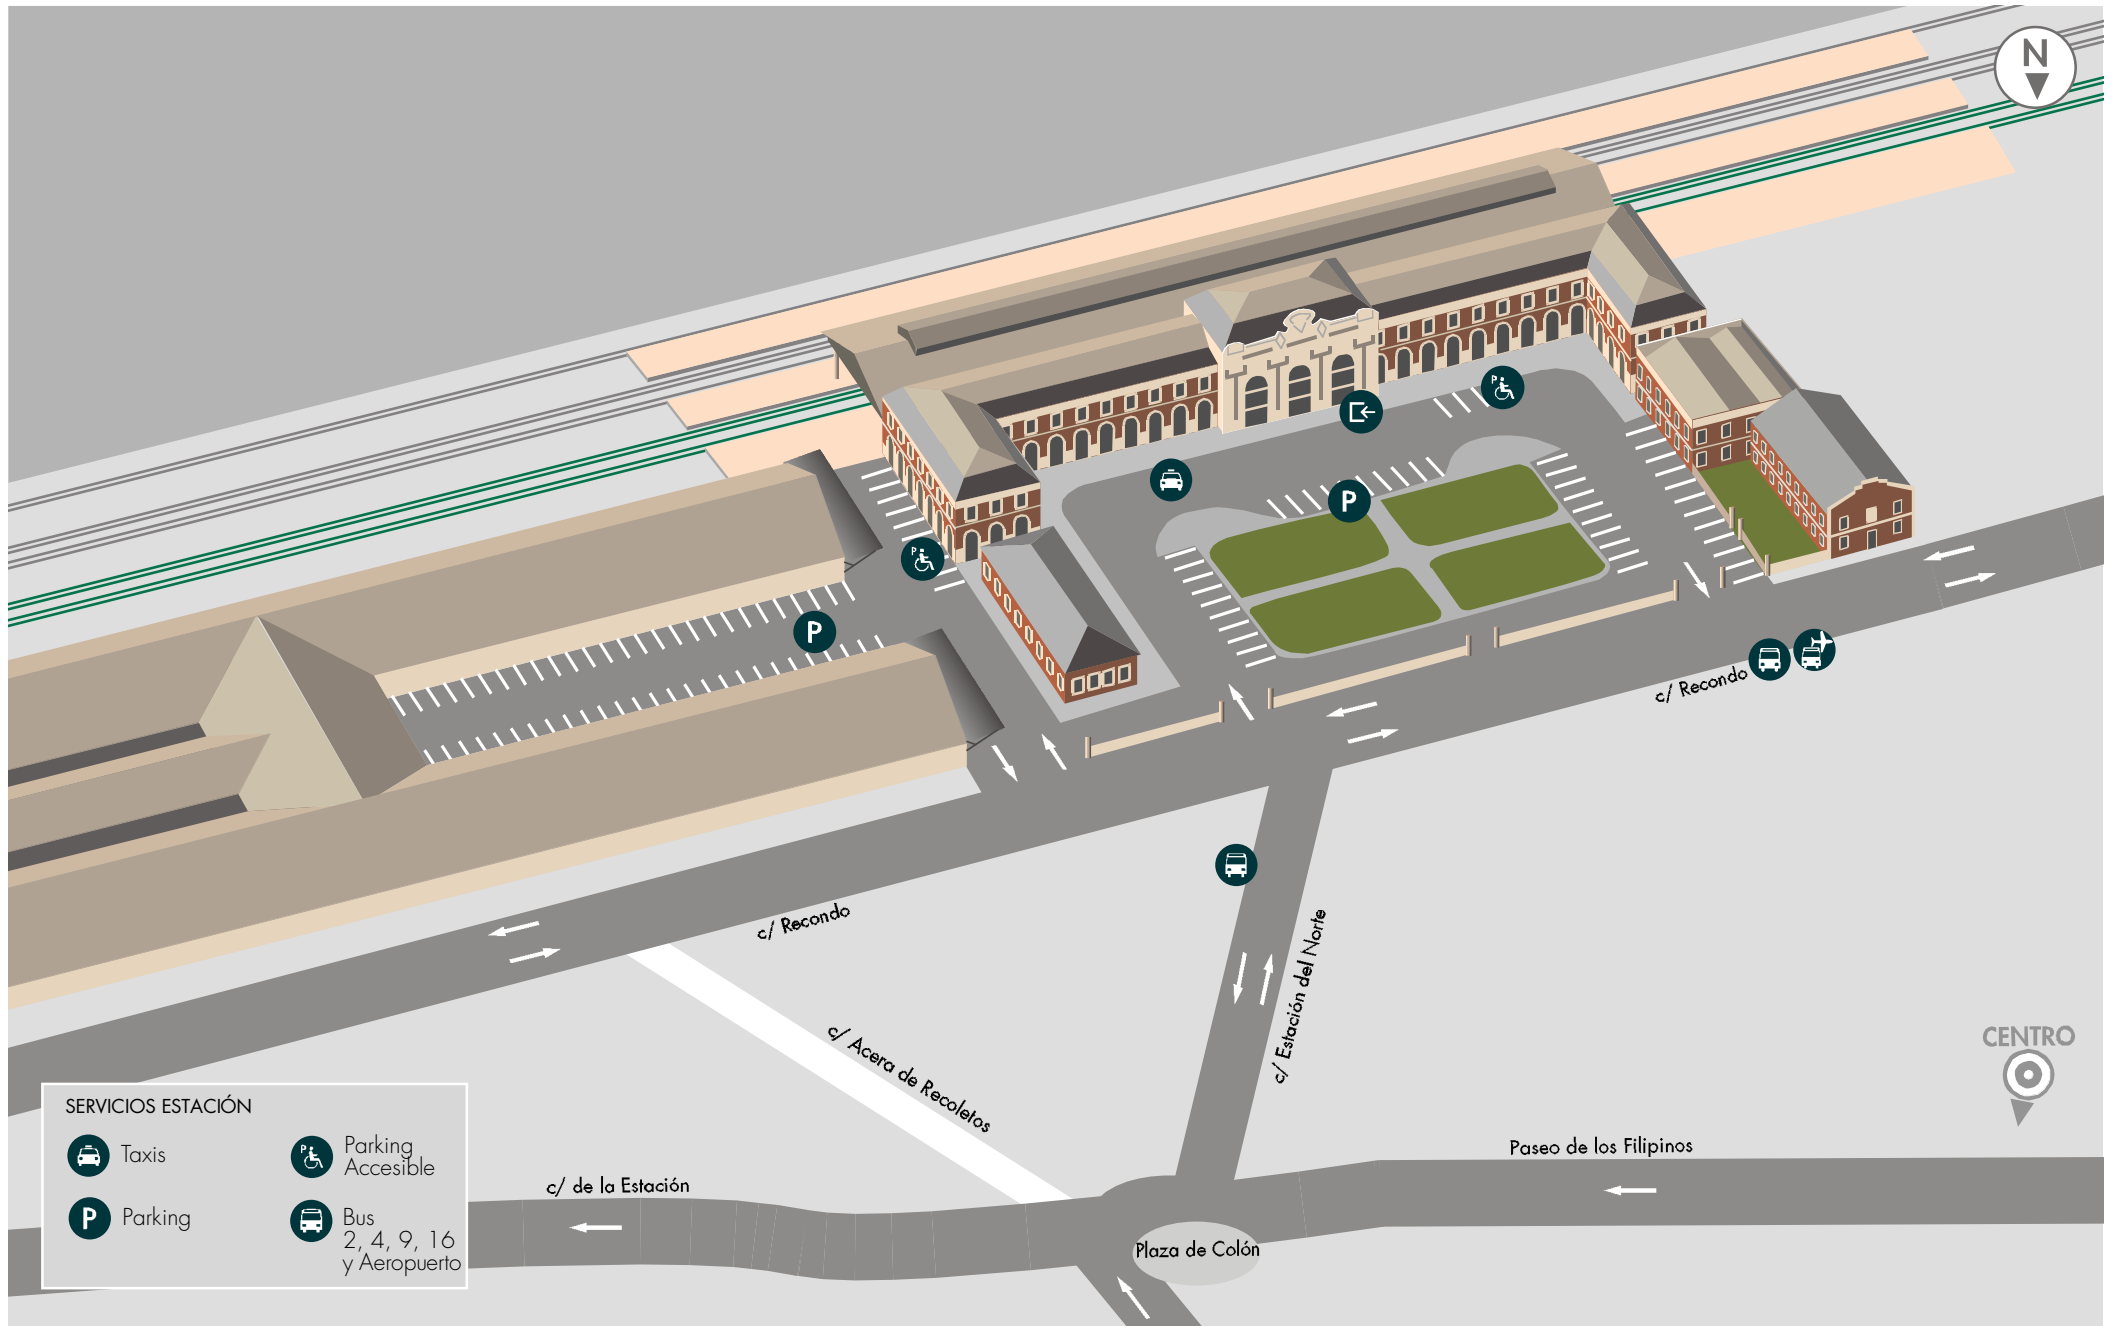 N
P
P
P
P
c/ Recondo
c/ Recondo
c/ Estación del Norte
c/ Acera de Recoletos
CENTRO
Paseo de los Filipinos
c/ de la Estación
Plaza de Colón
SERVICIOS ESTACIÓN
Taxis
P
Parking
Accesible
P
Parking
Bus
2, 4, 9, 16
y Aeropuerto